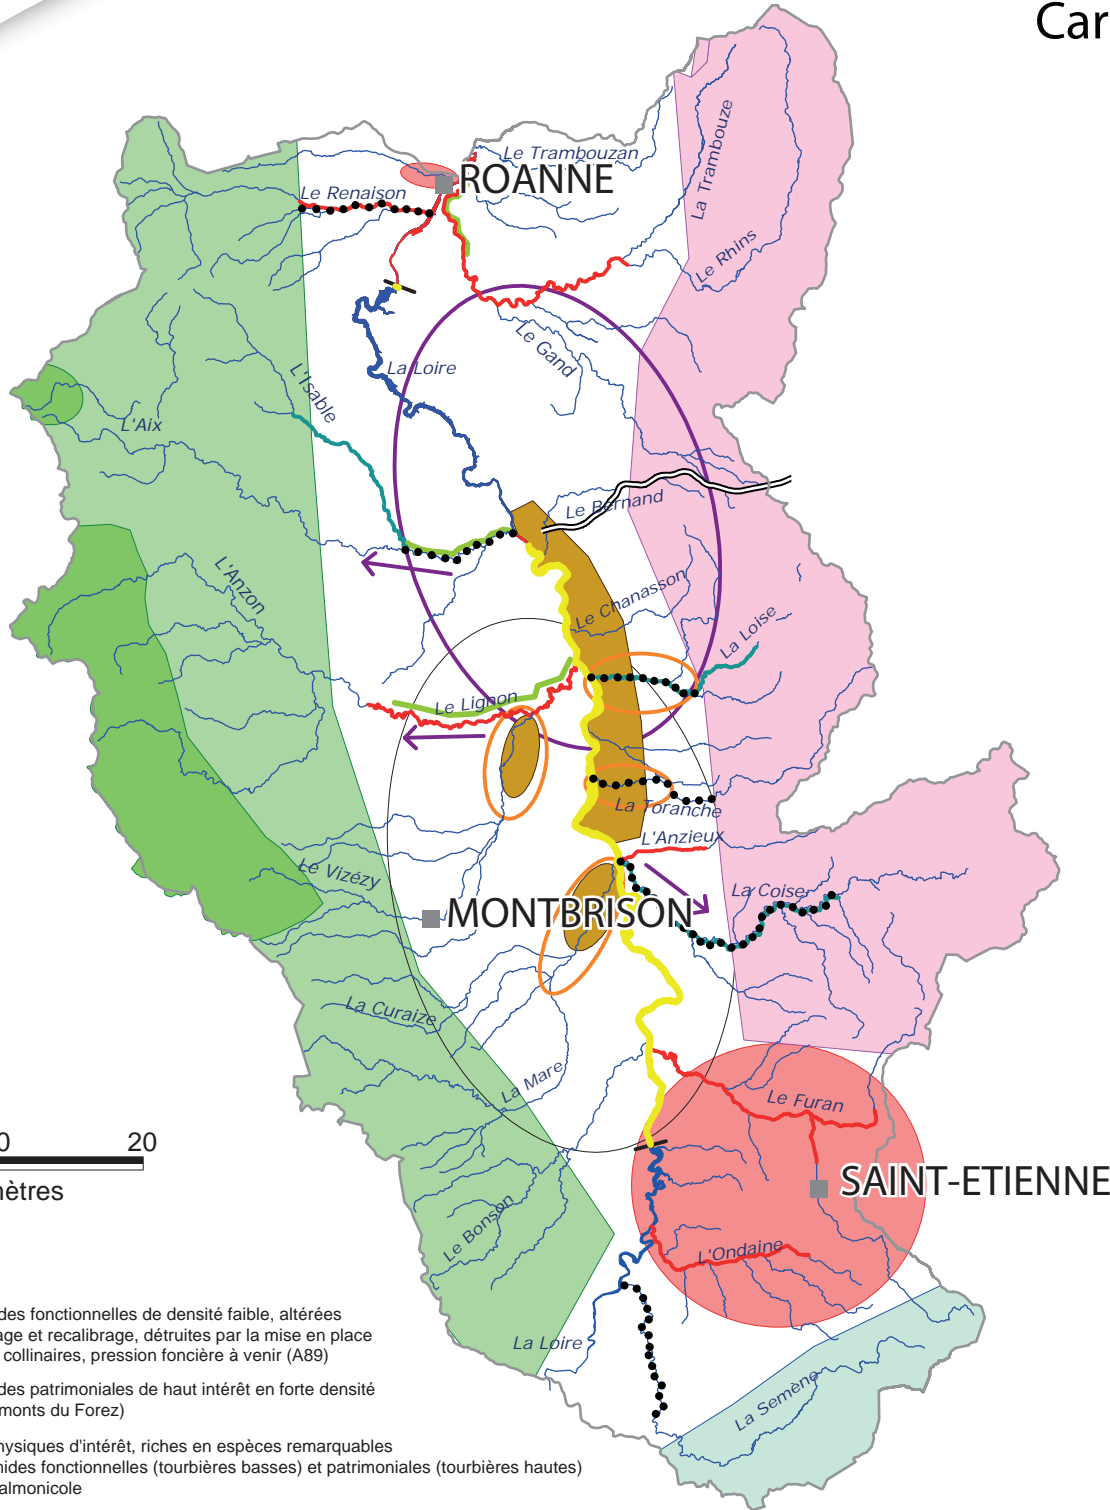 Car
Le Trambouzan
ROANNE
La Trambouze
Le Renaison
Le Rhins
Le Gand
La Loire
L'Isable
L'Aix
Le Bernand
L'Anzon
Le Chanasson
La Loise
Le Lignon
La Toranche
L'Anzieux
Le Vizézy
La Coise
MONTBRISON
La Curaize
La Mare
Le Furan
0
20
SAINT-ETIENNE
mètres
Le Bonson
L'Ondaine
des fonctionnelles de densité faible, altérées
age et recalibrage, détruites par la mise en place
collinaires, pression foncière à venir (A89)
La Loire
des patrimoniales de haut intérêt en forte densité
monts du Forez)
La Semène
hysiques d'intérêt, riches en espèces remarquables
nides fonctionnelles (tourbières basses) et patrimoniales (tourbières hautes)
almonicole